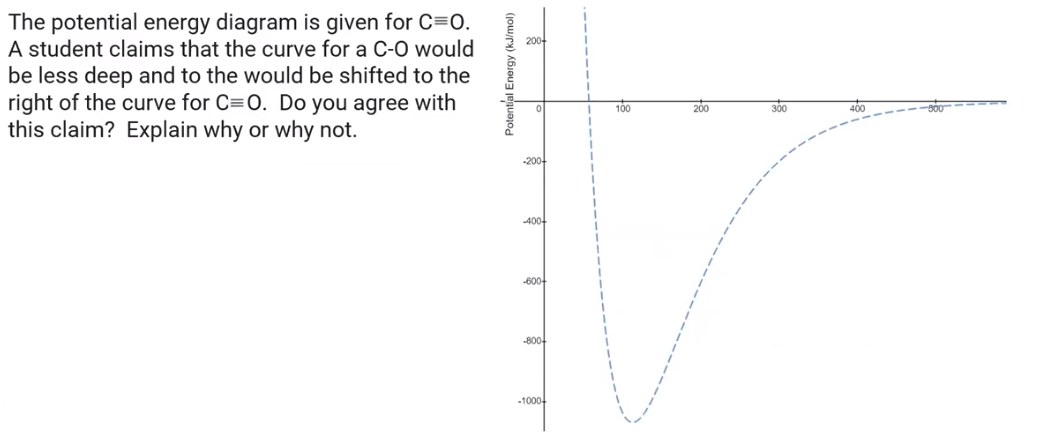 The potential energy diagram is given for C≡O.
A student claims that the curve for a C-O would
be less deep and to the would be shifted to the
right of the curve for C≡O. Do you agree with
this claim? Explain why or why not.
Potential Energy (kJ/mol)
200
0
100
200
300
400
500
-200
-400
-600
-800
-1000